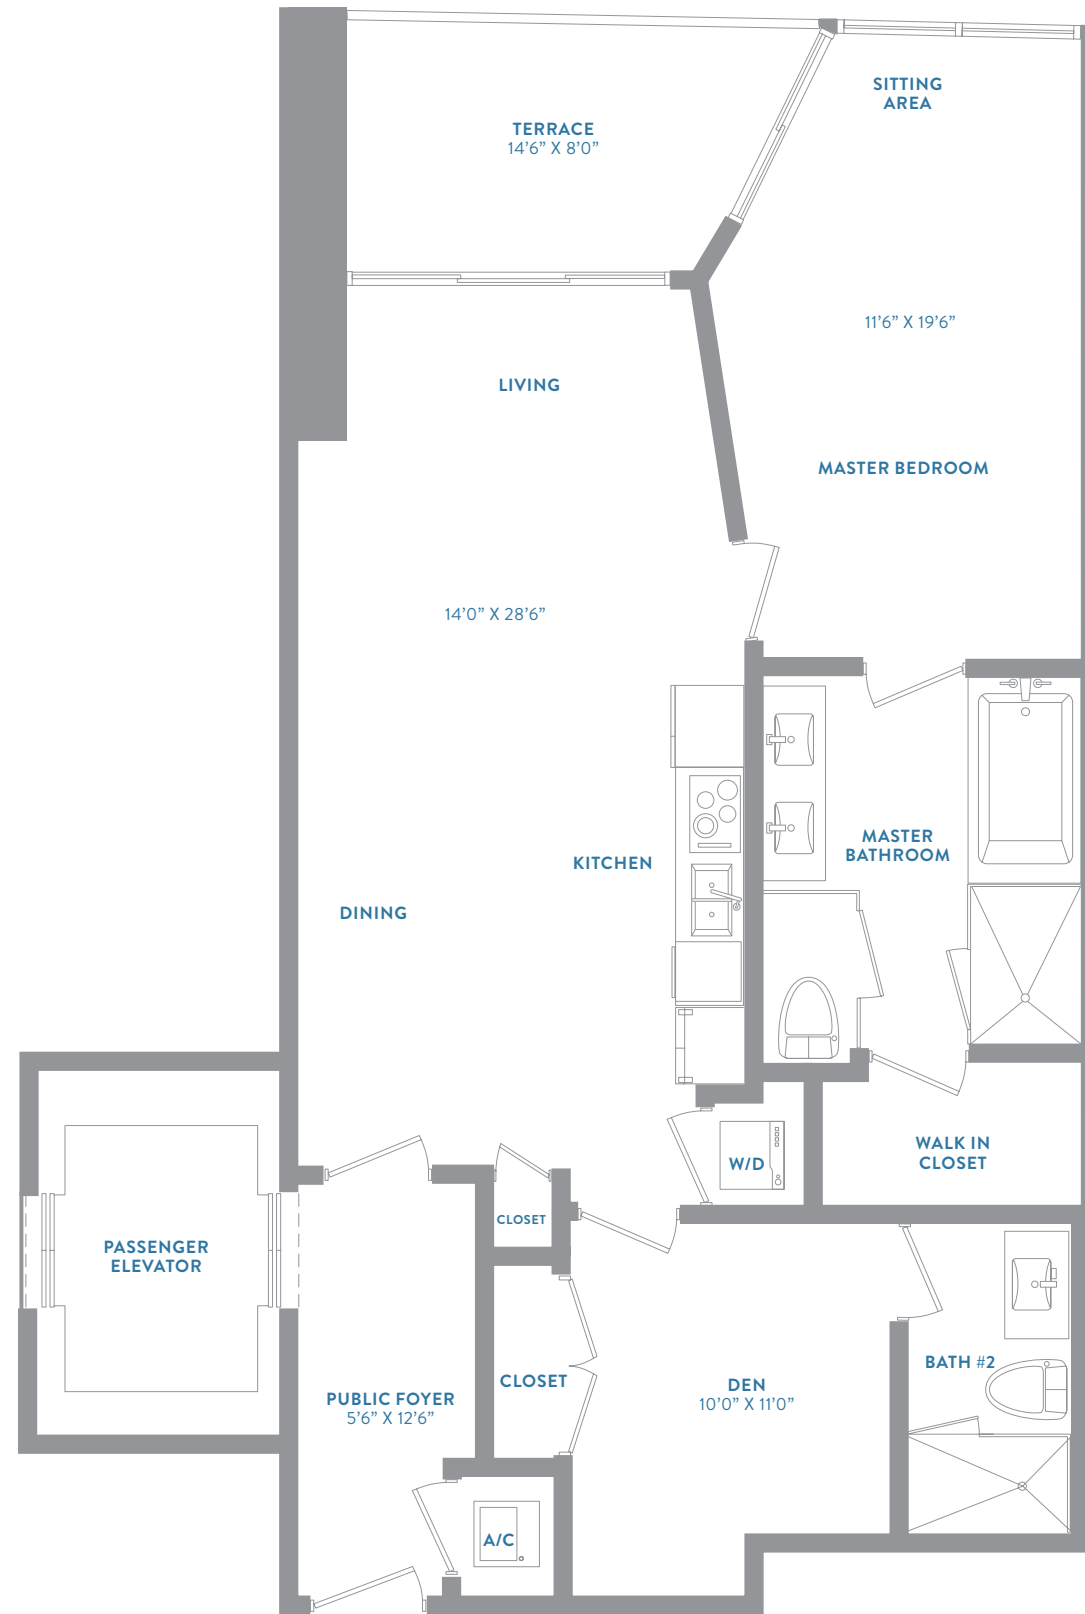 SITTING
AREA
TERRACE
14’6” X 8’0”
11’6” X 19’6”
LIVING
MASTER BEDROOM
14’0” X 28’6”
MASTER
BATHROOM
KITCHEN
DINING
WALK IN
CLOSET
W/D
CLOSET
PASSENGER
ELEVATOR
BATH #2
CLOSET
DEN
10’0” X 11’0”
PUBLIC FOYER
5’6” X 12’6”
A/C